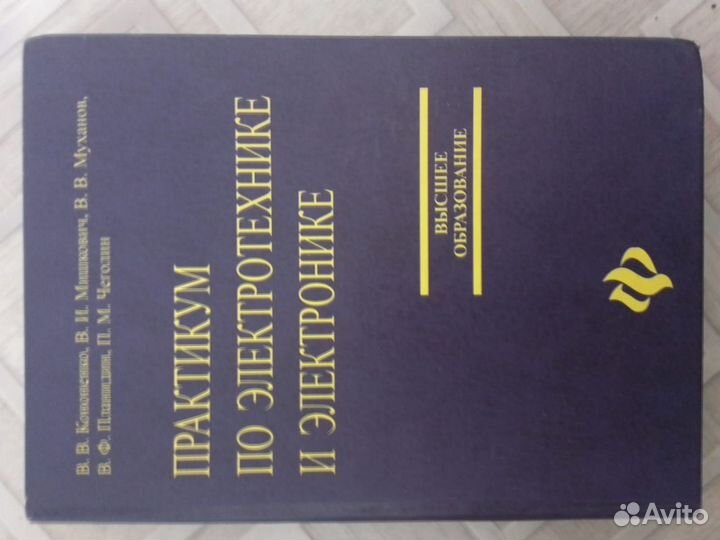 В. В. Кононенко, В. И. Мишкович, В. В. Муханов,
В. Ф. Планидин, П. М. Чеголин
ПРАКТИКУМ
ПО ЭЛЕКТРОТЕХНИКЕ
И ЭЛЕКТРОНИКЕ
ВЫСШЕЕ
ОБРАЗОВАНИЕ
Avito